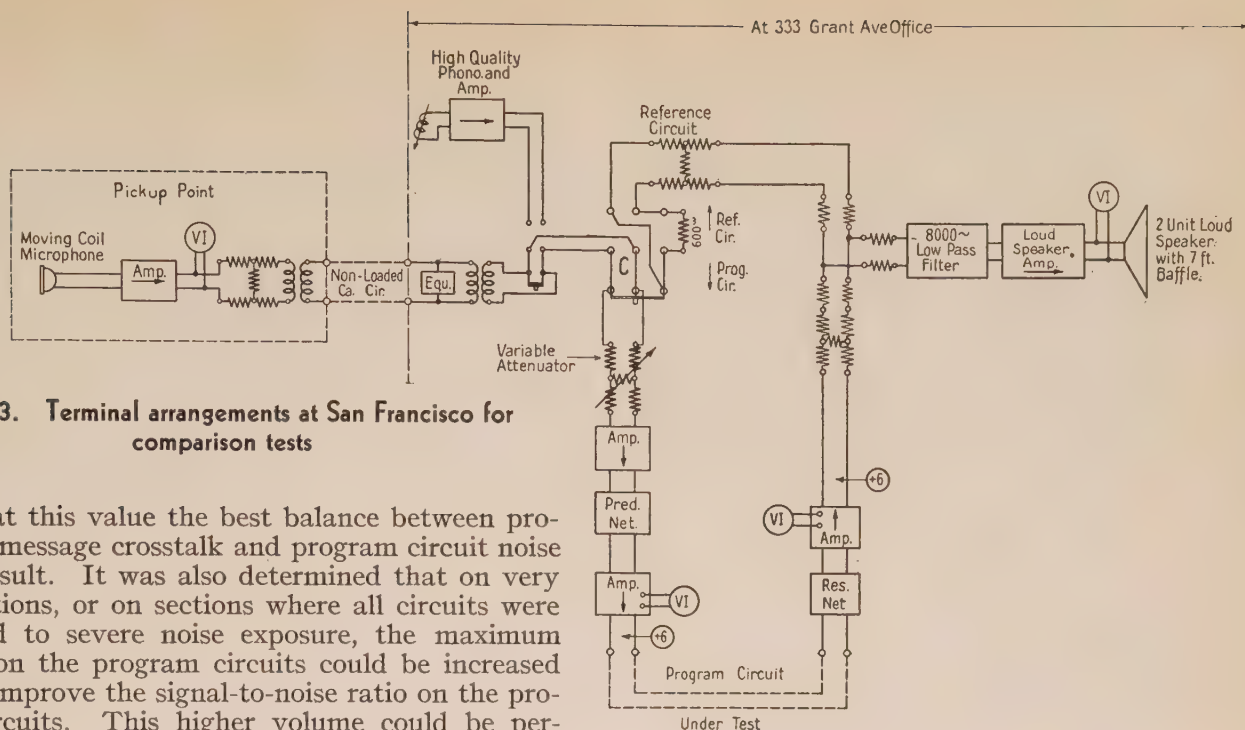 At 333 Grant Ave Office
High Quality
Phono. and
Amp.
Reference
Circuit
Pickup Point
VI
Moving Coil
Microphone
Amp.
Non-Loaded
Ca. Cir.
Equ.
C
600~
Ref.
Cir.
Prog.
Cir.
8000~
Low Pass
Filter
Loud
Speaker.
Amp.
VI
2 Unit Loud
Speaker.
with 7 ft.
Baffle.
Variable
Attenuator
3. Terminal arrangements at San Francisco for
comparison tests
Amp.
Pred.
Net.
Amp.
VI
+6
+6
VI
Amp.
Res.
Net
Program Circuit
Under Test
at this value the best balance between pro-
message crosstalk and program circuit noise
sult. It was also determined that on very
tions, or on sections where all circuits were
d to severe noise exposure, the maximum
on the program circuits could be increased
mprove the signal-to-noise ratio on the pro-
rcuits. This higher volume could be per-